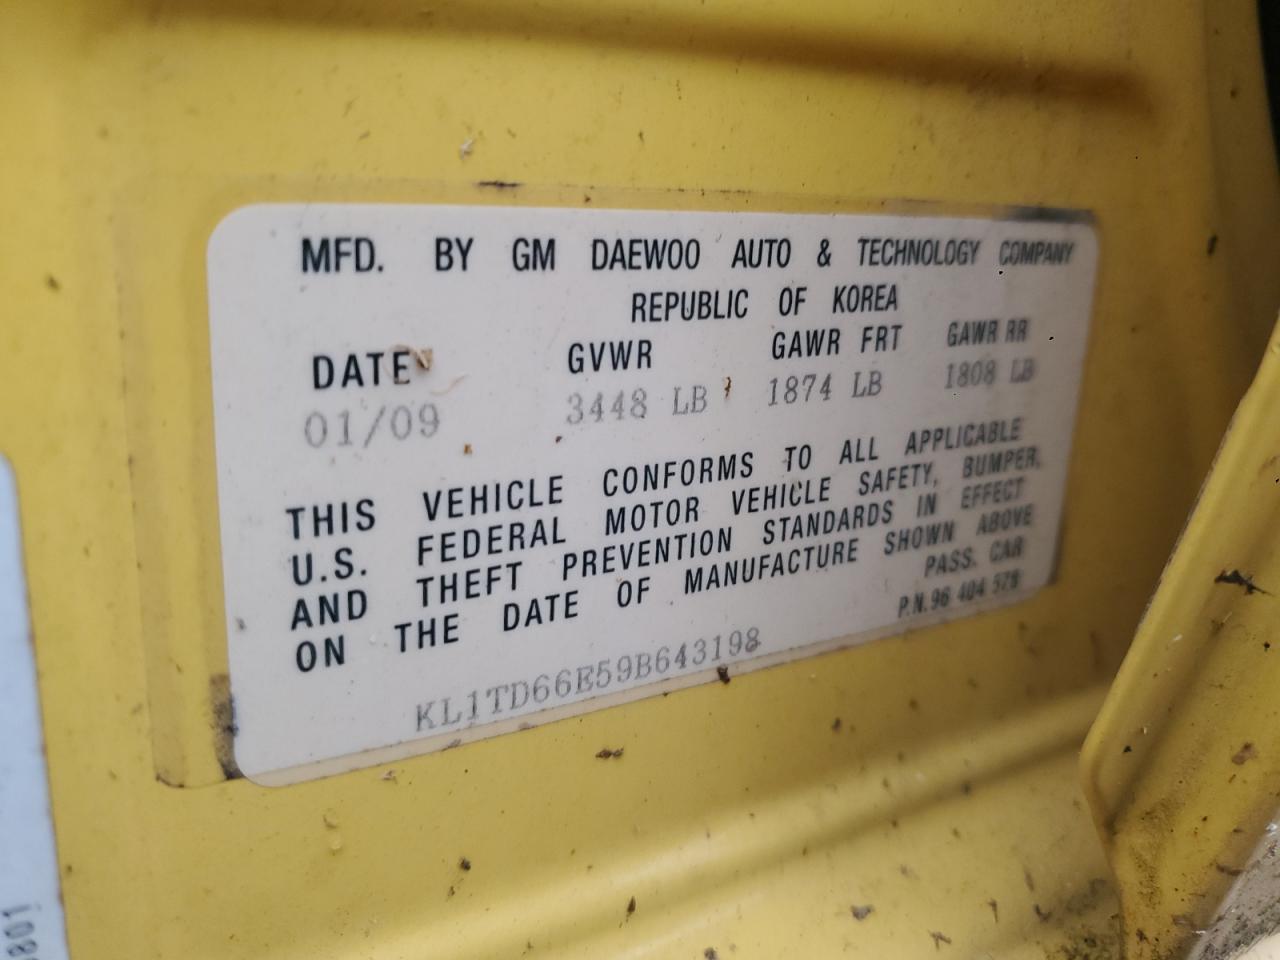 MFD. BY GM DAEWOO AUTO & TECHNOLOGY COMPANY
REPUBLIC OF KOREA
DATE GVWR GAWR FRT GAWR RR
01/09 3448 LB 1874 LB 1808 LB
THIS VEHICLE CONFORMS TO ALL APPLICABLE
U.S. FEDERAL MOTOR VEHICLE SAFETY, BUMPER,
AND THEFT PREVENTION STANDARDS IN EFFECT
ON THE DATE OF MANUFACTURE SHOWN ABOVE
PASS. CAR
P.N. 96 404 578
KL1TD66E59B643198